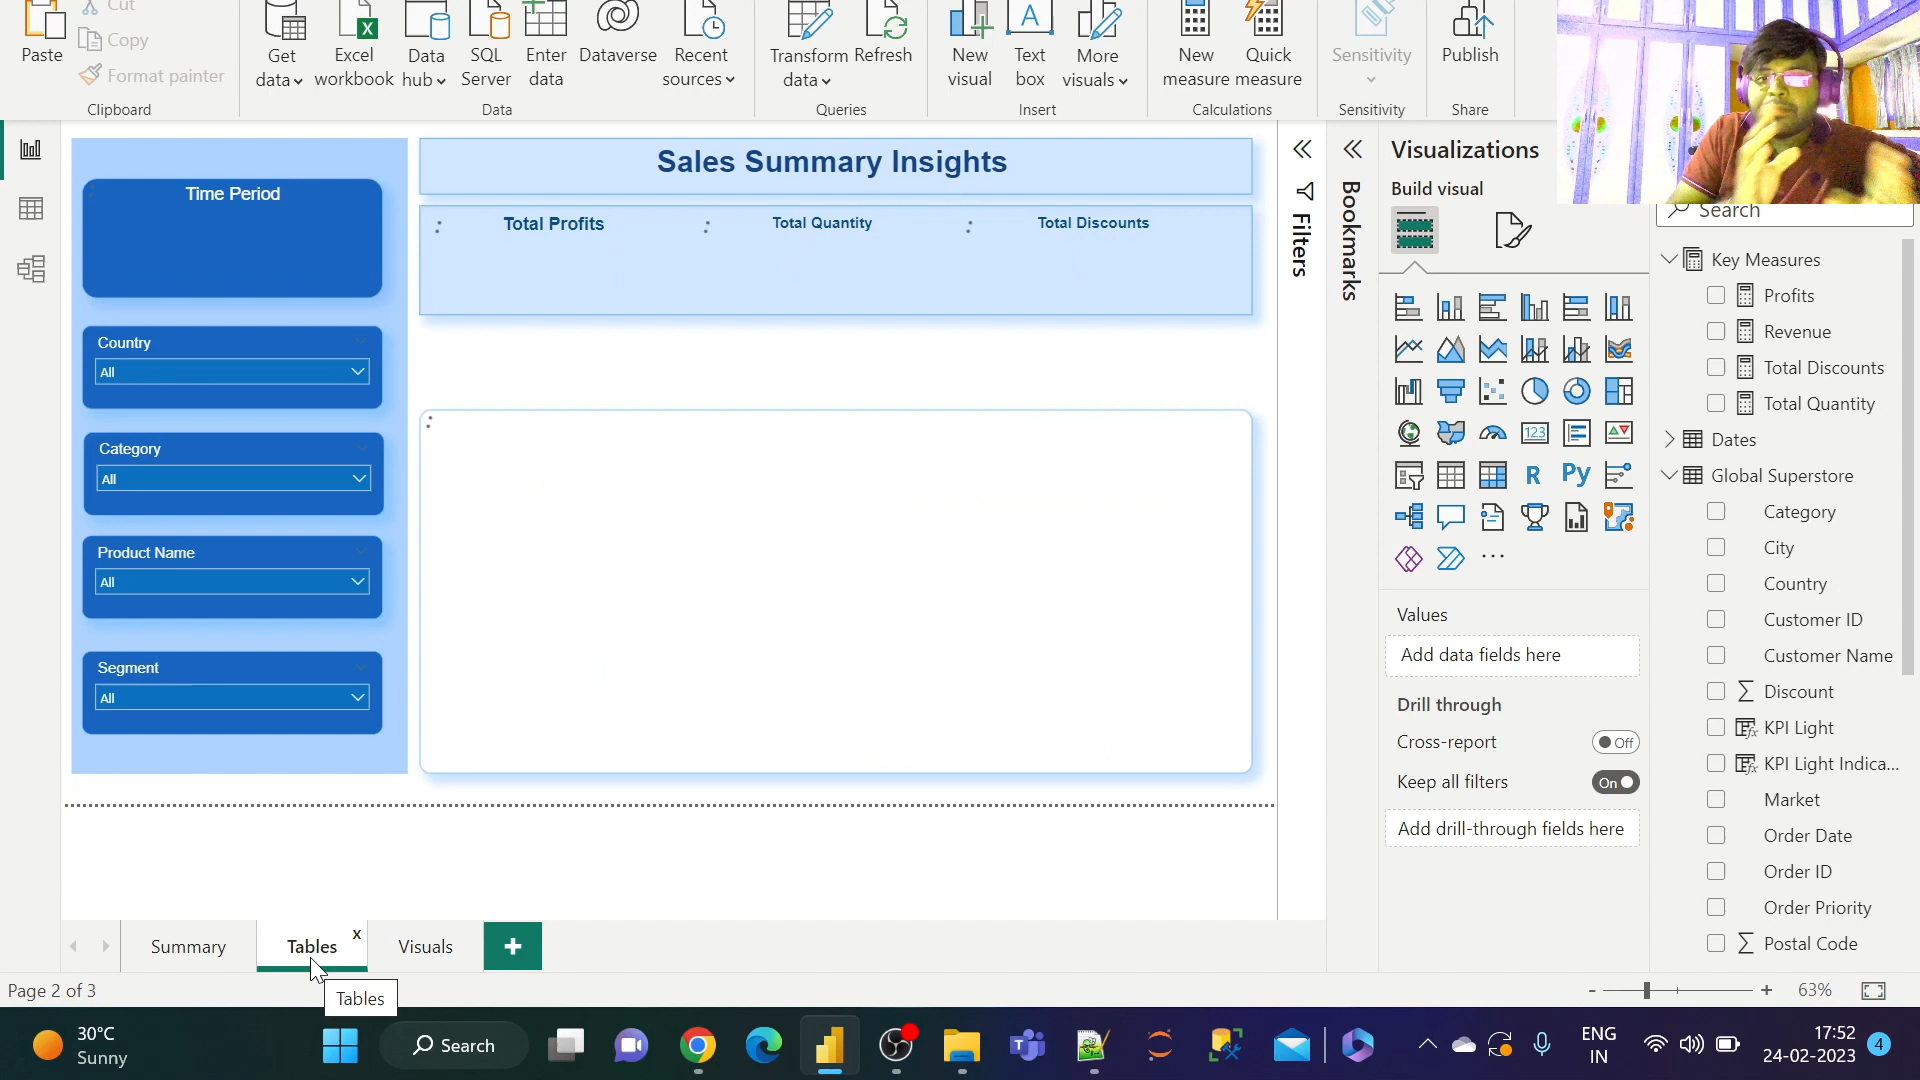 Cut
Paste
Copy
Format painter
Clipboard
Get data
Excel workbook
Data hub
SQL Server
Enter data
Dataverse
Recent sources
Data
Transform data
Refresh
Queries
New visual
Text box
More visuals
Insert
New measure
Quick measure
Calculations
Sensitivity
Sensitivity
Publish
Share
Time Period
Country
All
Category
All
Product Name
All
Segment
All
Sales Summary Insights
Total Profits
Total Quantity
Total Discounts
Filters
Bookmarks
Visualizations
Build visual
123
R
Py
Values
Add data fields here
Drill through
Cross-report
Off
Keep all filters
On
Add drill-through fields here
Search
Key Measures
Profits
Revenue
Total Discounts
Total Quantity
Dates
Global Superstore
Category
City
Country
Customer ID
Customer Name
Discount
KPI Light
KPI Light Indica...
Market
Order Date
Order ID
Order Priority
Postal Code
Summary
Tables
x
Visuals
+
Tables
Page 2 of 3
- + 63%
30°C
Sunny
Search
ENG
IN
17:52
24-02-2023
4